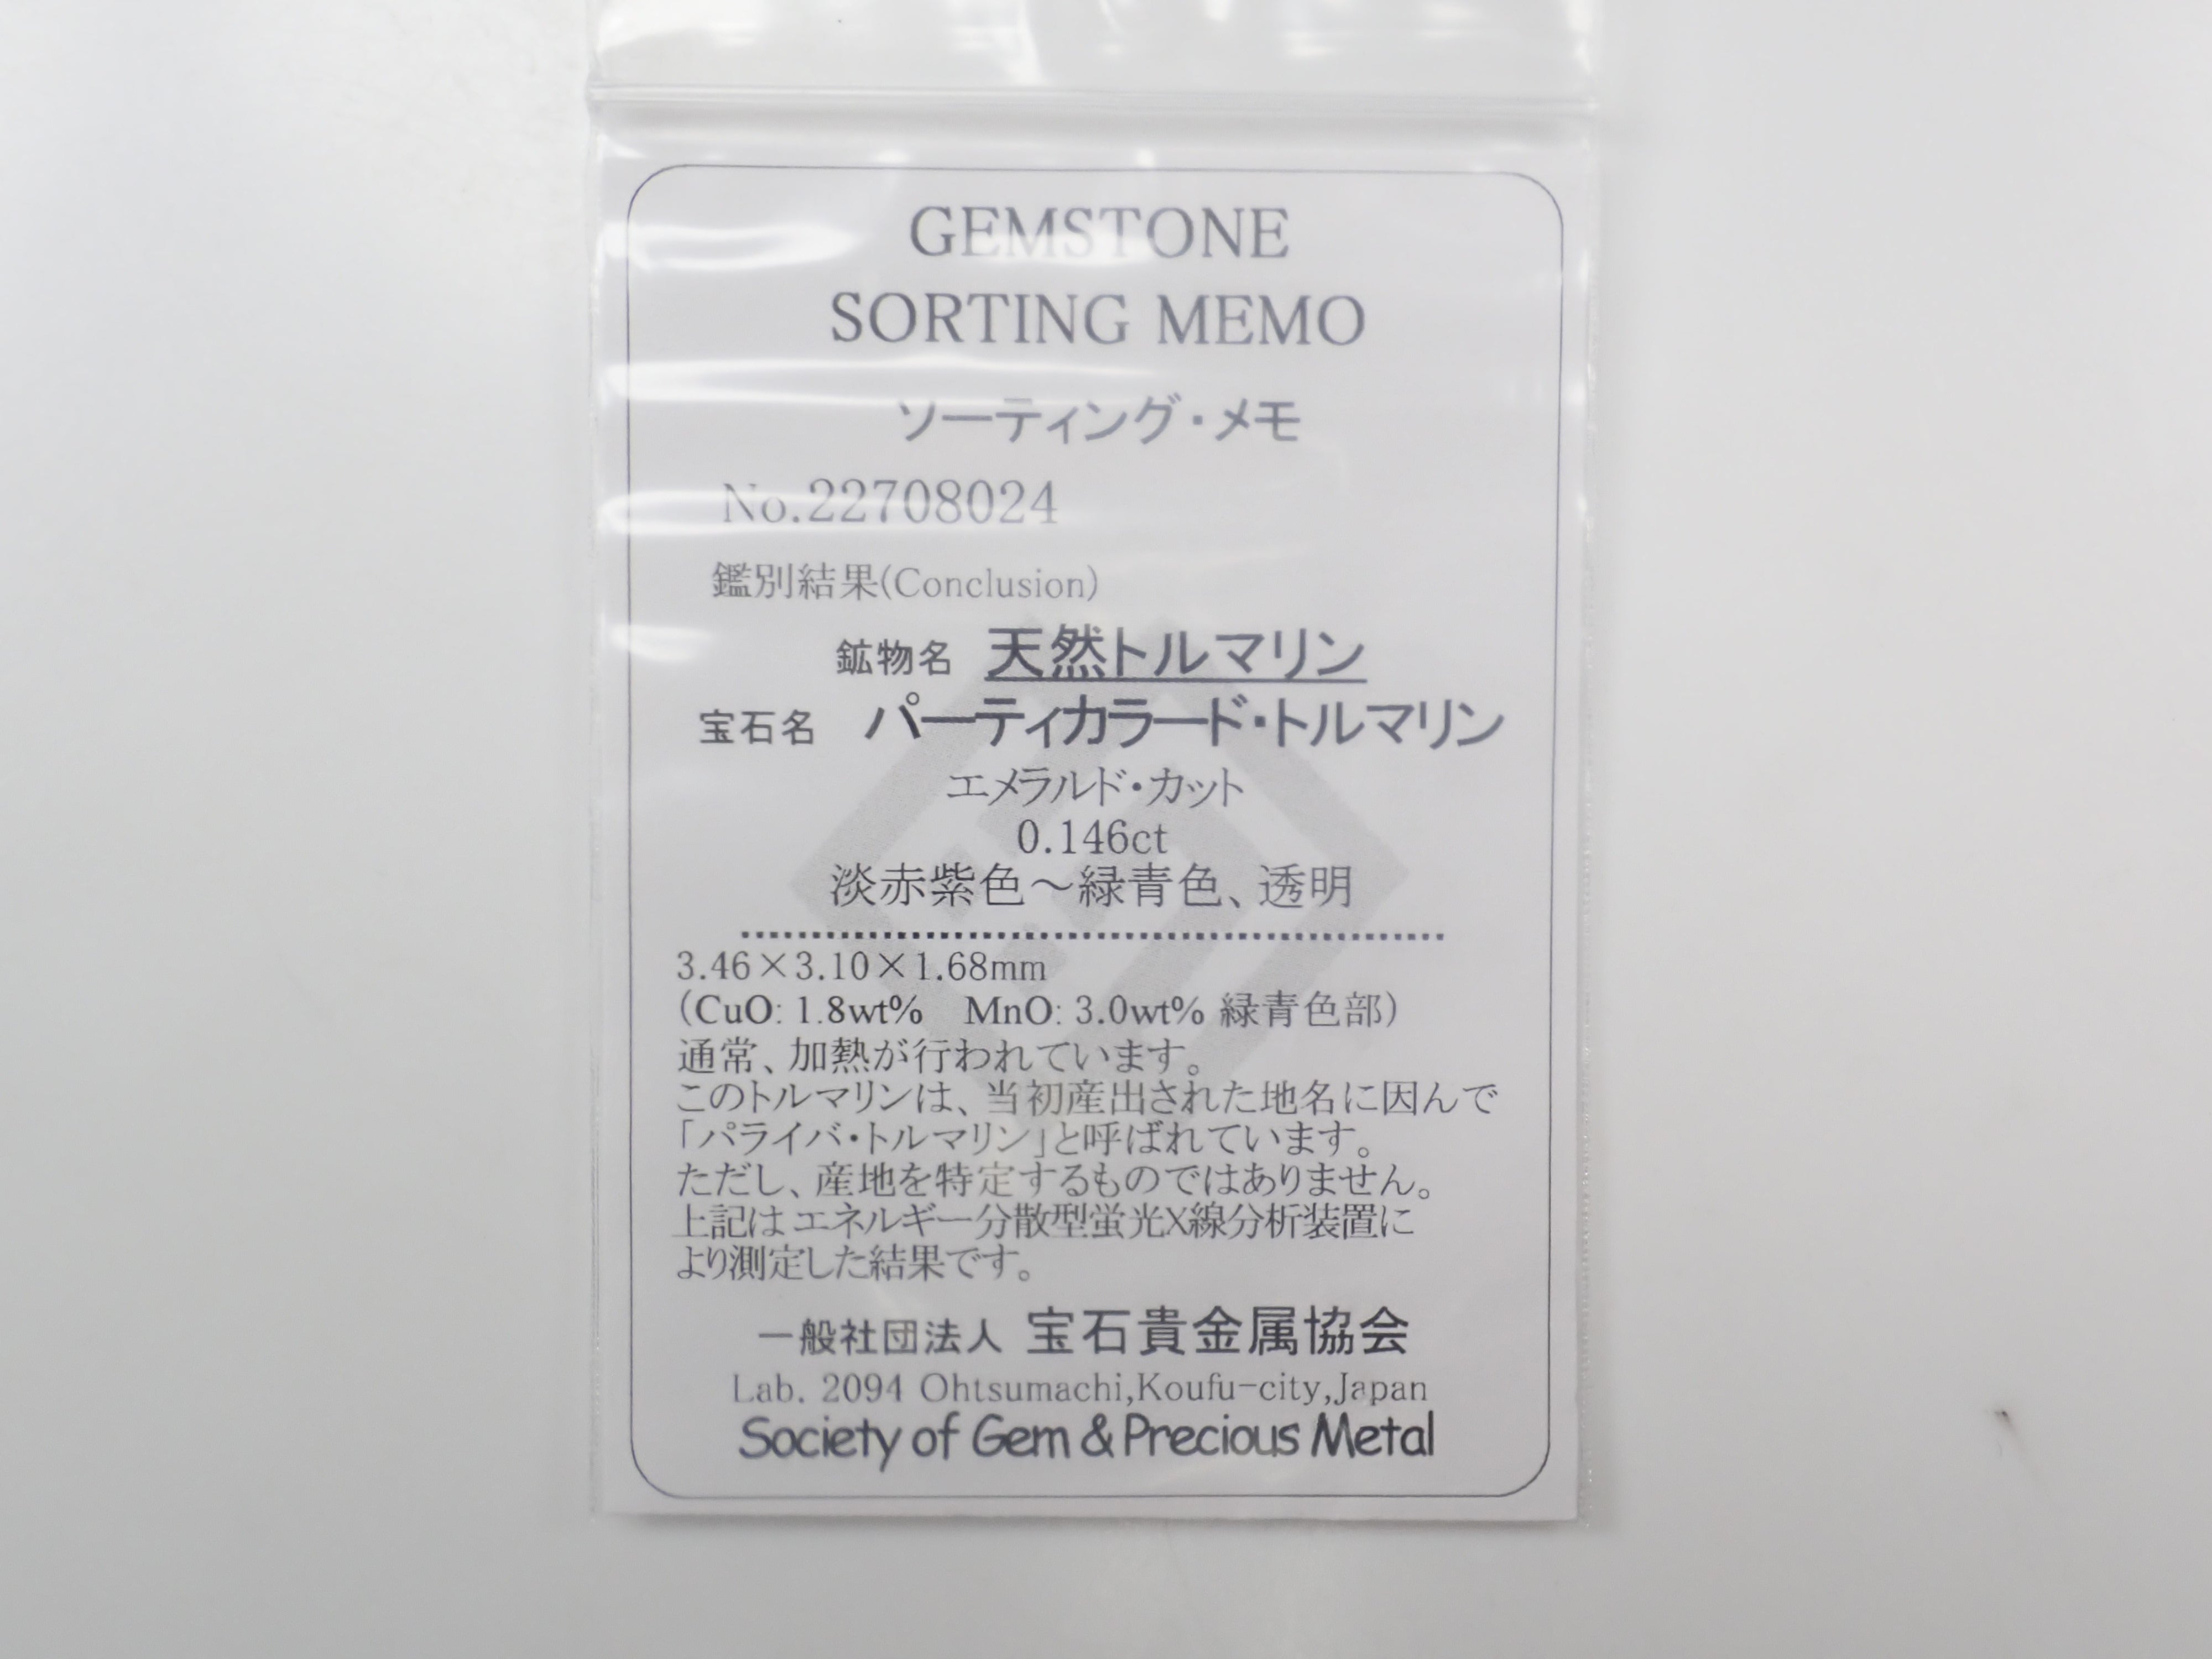 GEMSTONE
SORTING MEMO
ソーティング・メモ
No.22708024
鑑別結果(Conclusion)
鉱物名 天然トルマリン
宝石名 パーティカラード・トルマリン
エメラルド・カット
0.146ct
淡赤紫色～緑青色、透明
3.46×3.10×1.68mm
(CuO: 1.8wt% MnO: 3.0wt% 緑青色部)
通常、加熱が行われています。
このトルマリンは、当初産出された地名に因んで
「パライバ・トルマリン」と呼ばれています。
ただし、産地を特定するものではありません。
上記は エネルギー分散型蛍光X線分析装置に
より測定した結果です。
一般社団法人 宝石貴金属協会
Lab. 2094 Ohtsumachi,Koufu-city,Japan
Society of Gem & Precious Metal